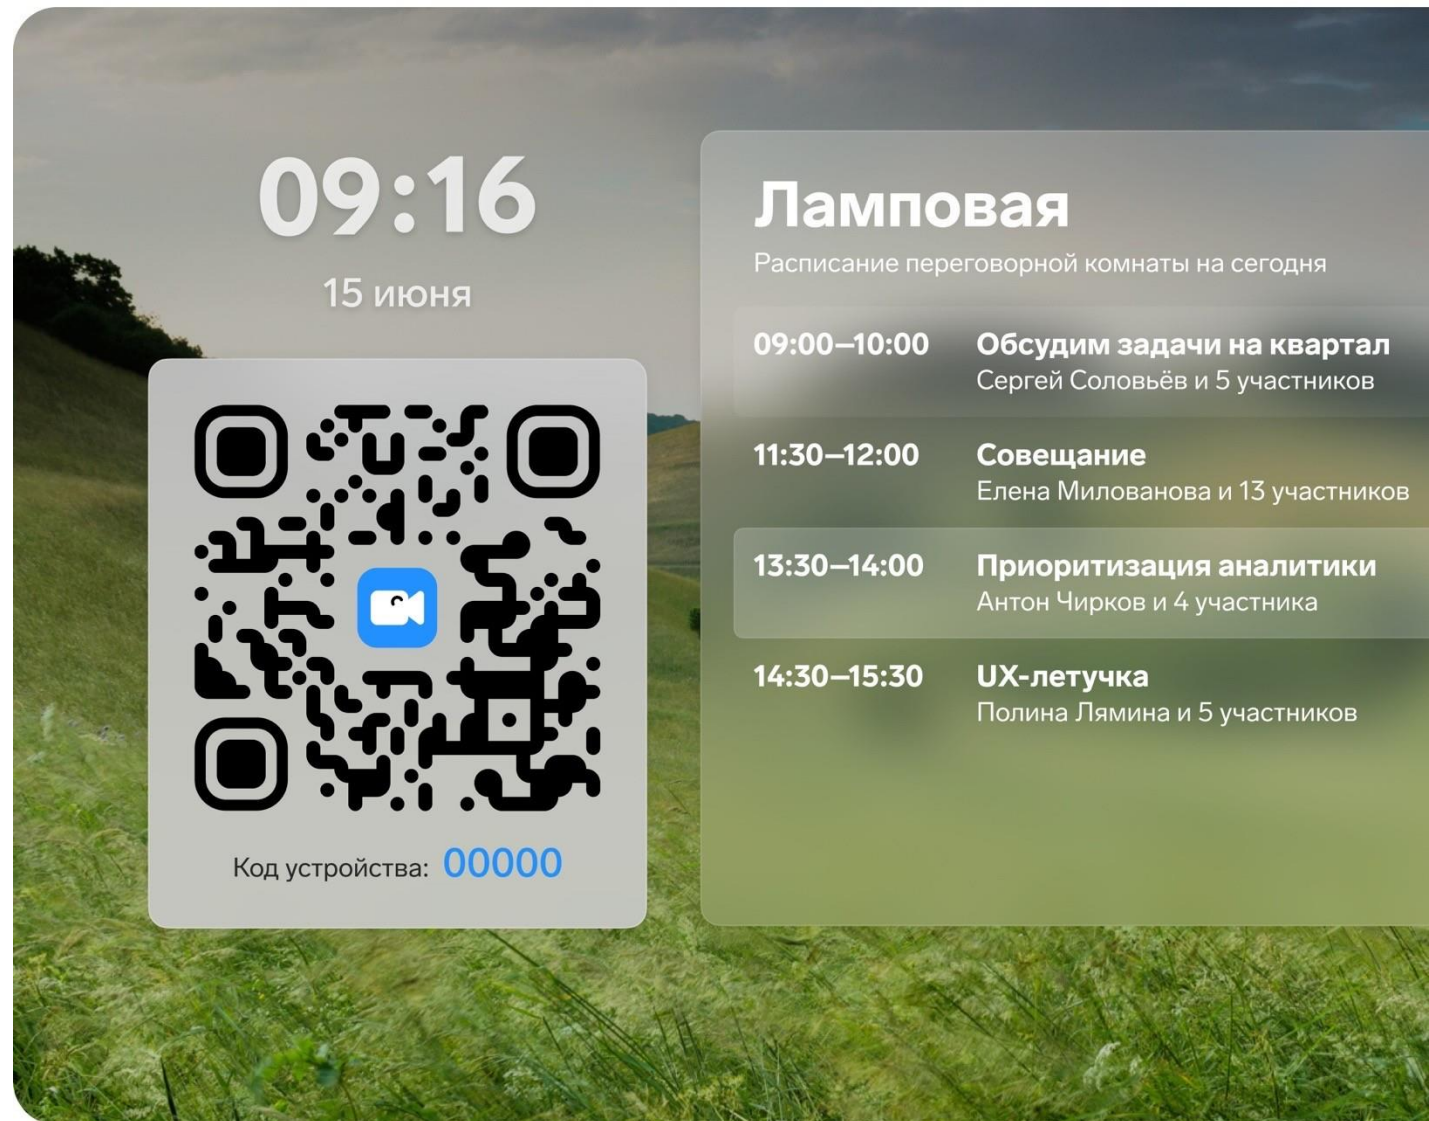 09:16
15 июня
Код устройства: 00000
Ламповая
Расписание переговорной комнаты на сегодня
09:00–10:00 Обсудим задачи на квартал
Сергей Соловьёв и 5 участников
11:30–12:00 Совещание
Елена Милованова и 13 участников
13:30–14:00 Приоритизация аналитики
Антон Чирков и 4 участника
14:30–15:30 UX-летучка
Полина Лямина и 5 участников